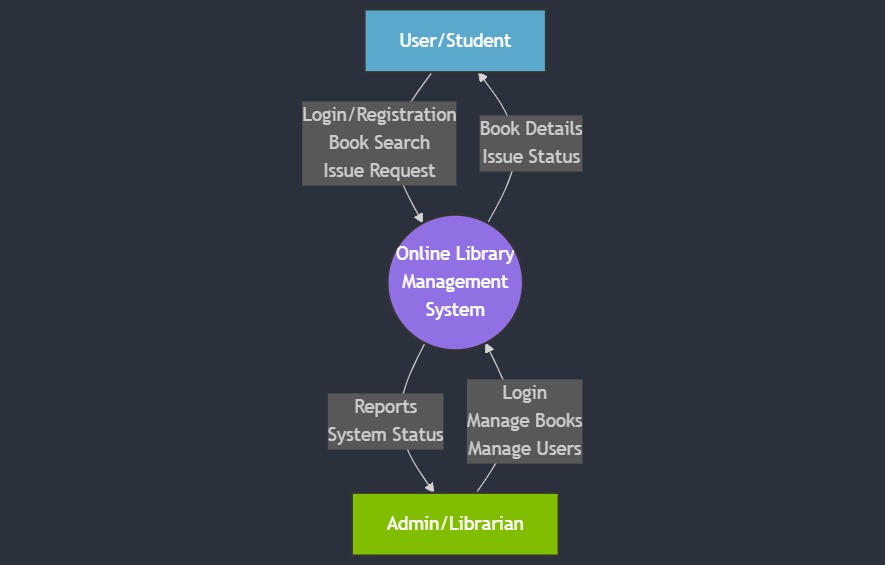 User/Student
Login/Registration
Book Search
Issue Request
Book Details
Issue Status
Online Library
Management
System
Reports
System Status
Login
Manage Books
Manage Users
Admin/Librarian